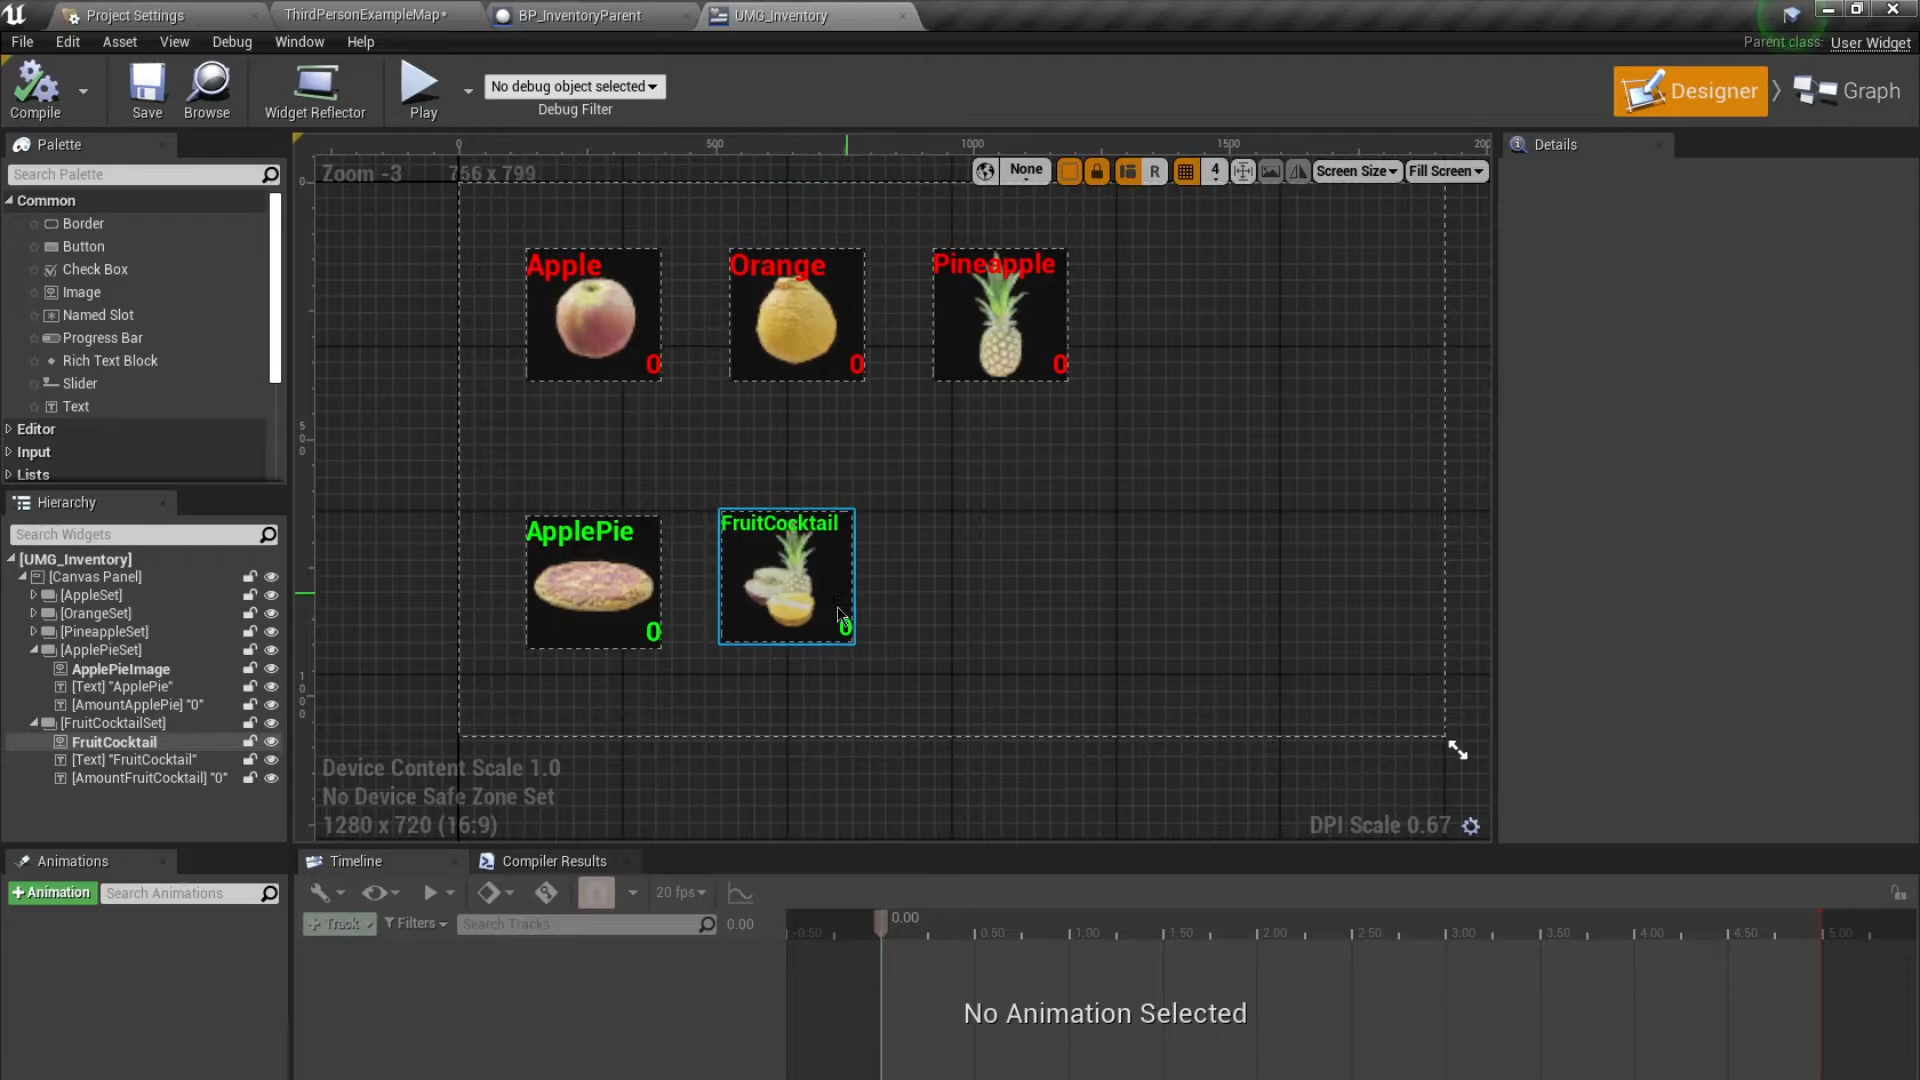 Project Settings
ThirdPersonExampleMap*
BP_InventoryParent
UMG_Inventory
File
Edit
Asset
View
Debug
Window
Help
Parent class:
User Widget
Compile
Save
Browse
Widget Reflector
Play
No debug object selected
Debug Filter
Designer
Graph
Palette
Search Palette
Common
Border
Button
Check Box
Image
Named Slot
Progress Bar
Rich Text Block
Slider
Text
Editor
Input
Lists
Hierarchy
Search Widgets
[UMG_Inventory]
[Canvas Panel]
[AppleSet]
[OrangeSet]
[PineappleSet]
[ApplePieSet]
ApplePieImage
[Text] "ApplePie"
[AmountApplePie] "0"
[FruitCocktailSet]
FruitCocktail
[Text] "FruitCocktail"
[AmountFruitCocktail] "0"
0
500
1000
1500
200
Zoom -3
756 x 799
None
R
4
Screen Size
Fill Screen
0
500
1000
Apple
0
Orange
0
Pineapple
0
ApplePie
0
FruitCocktail
0
Device Content Scale 1.0
No Device Safe Zone Set
1280 x 720 (16:9)
DPI Scale 0.67
Details
Animations
+Animation
Search Animations
Timeline
Compiler Results
20 fps
+ Track
Filters
Search Tracks
0.00
0.00
-0.50
0.50
1.00
1.50
2.00
2.50
3.00
3.50
4.00
4.50
5.00
No Animation Selected